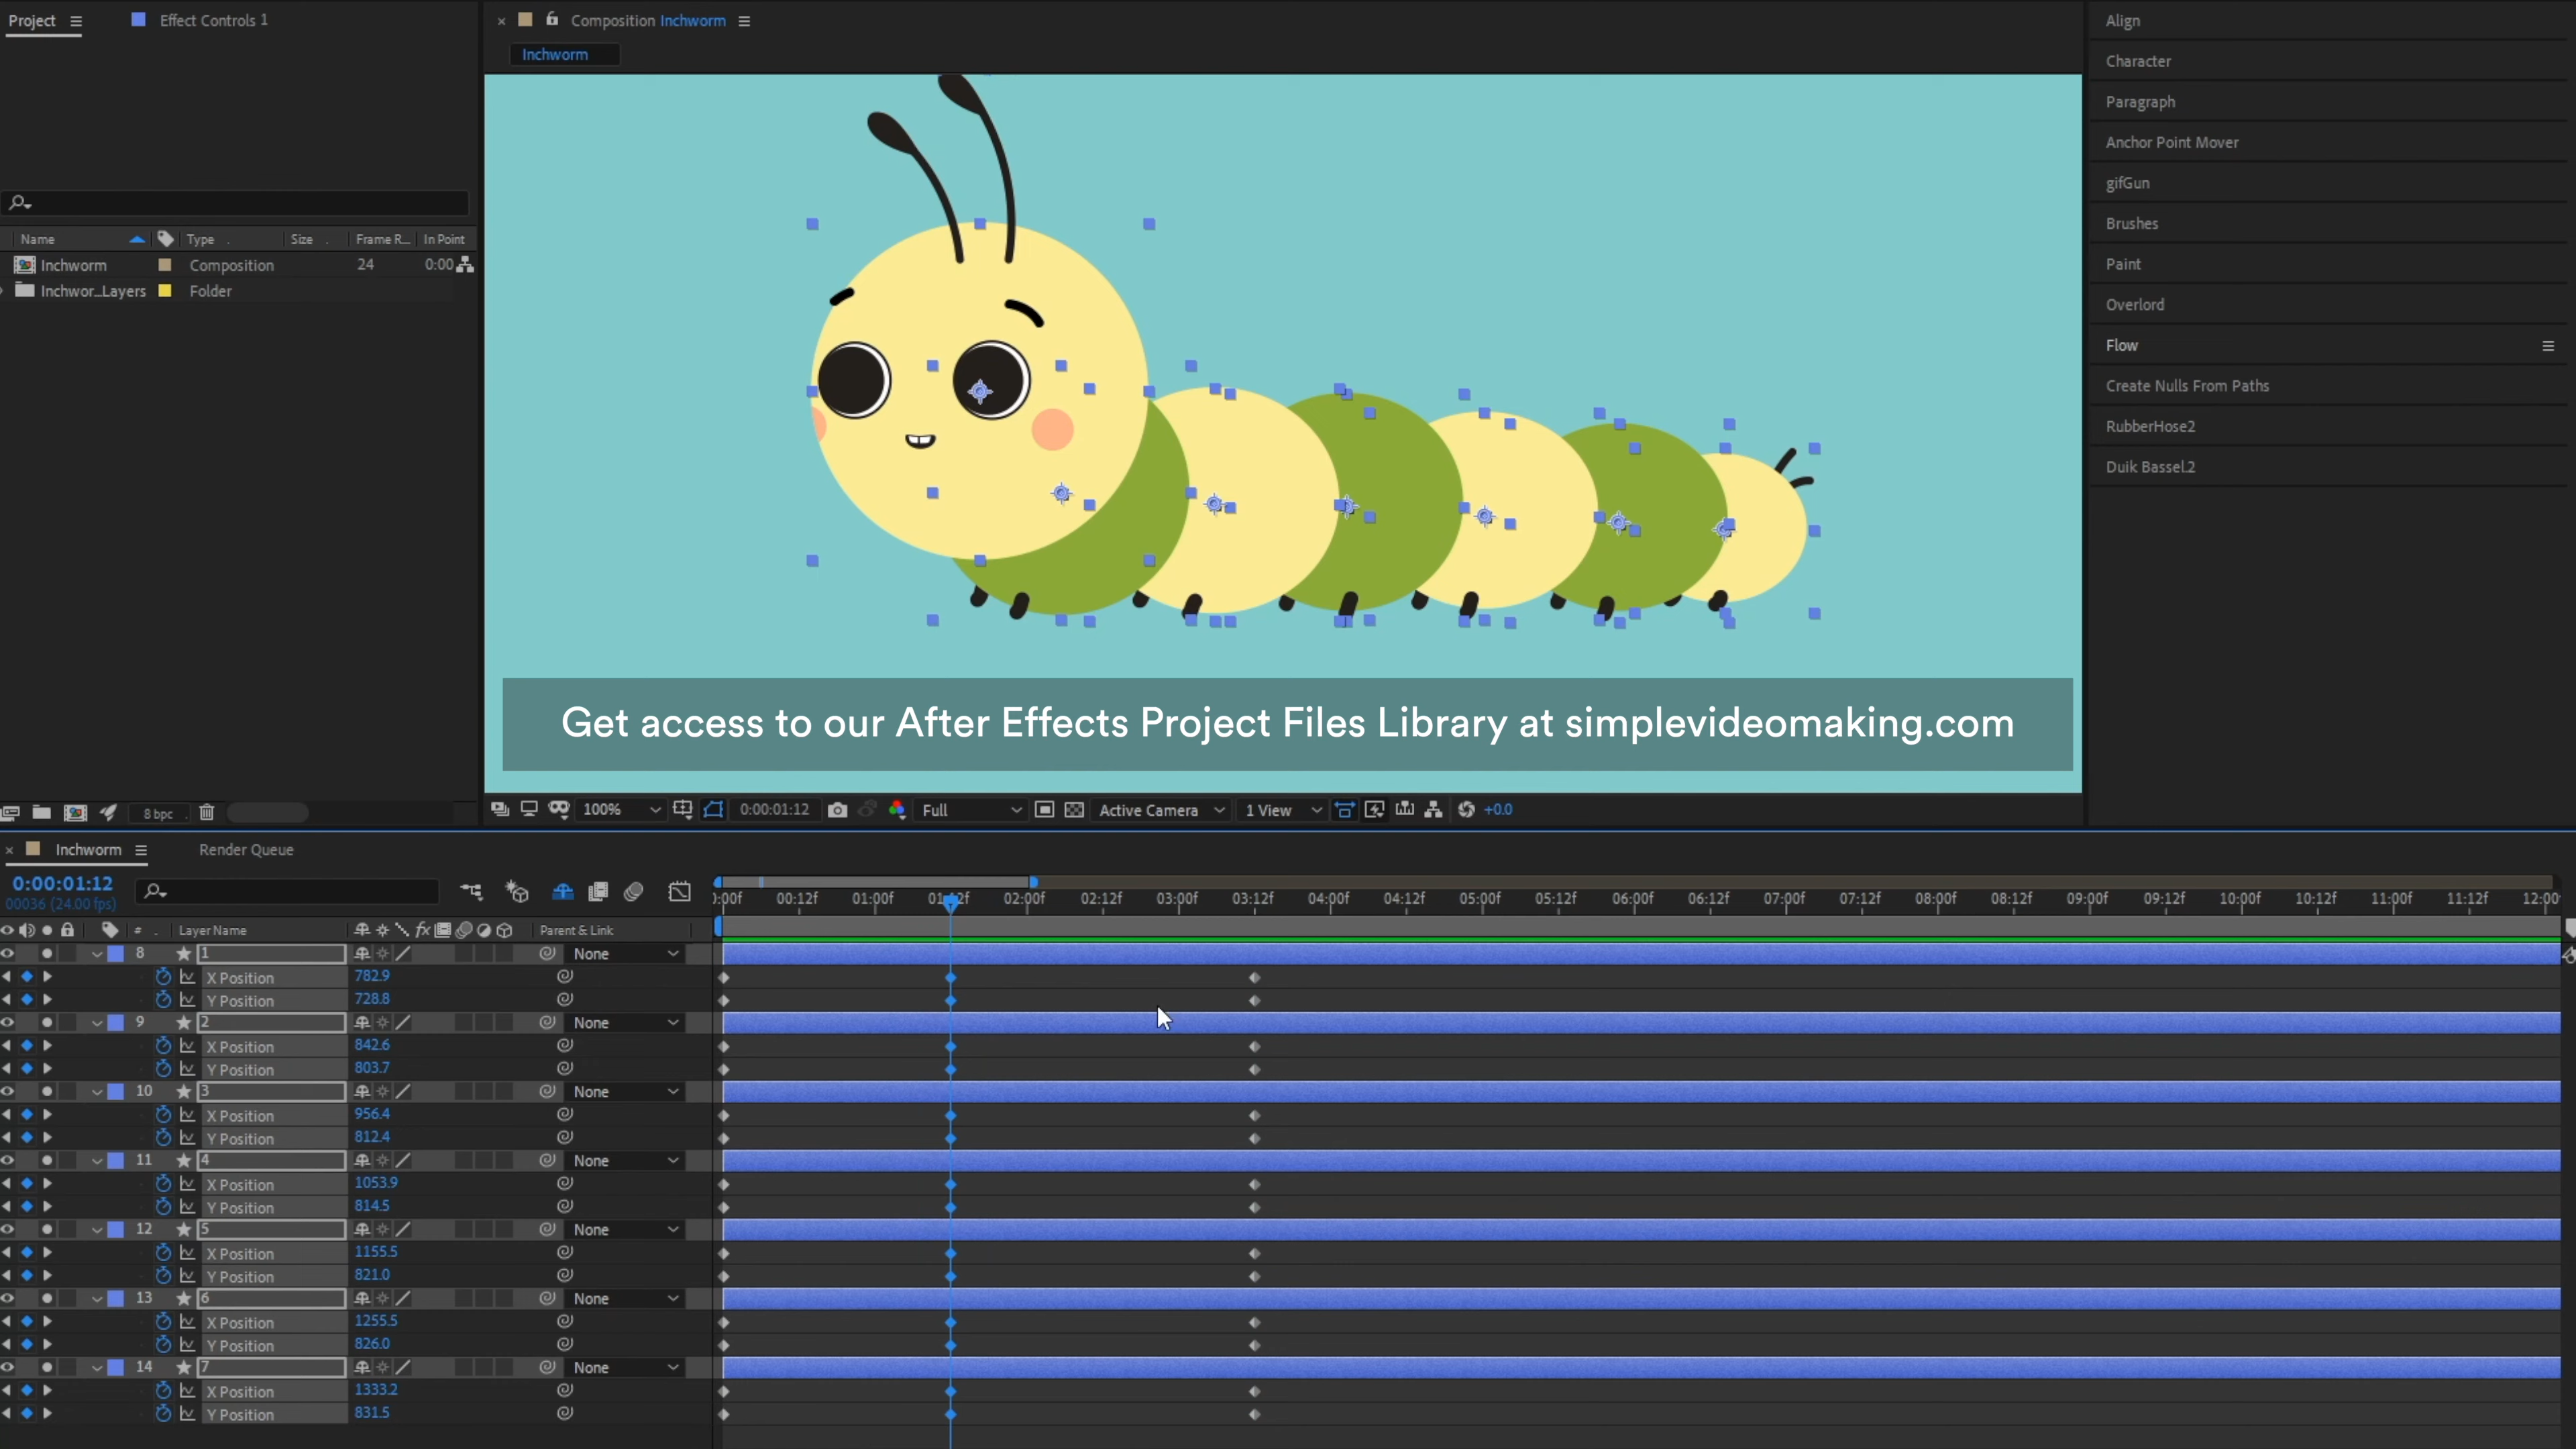 Project
Effect Controls 1
Composition Inchworm
Inchworm
Align
Character
Paragraph
Anchor Point Mover
gifGun
Brushes
Paint
Overlord
Flow
Create Nulls From Paths
RubberHose2
Duik Bassel.2
Name Type Size Frame R... In Point
Inchworm Composition 24 0:00
Inchwor_Layers Folder
Get access to our After Effects Project Files Library at simplevideomaking.com
8 bpc
100% 0:00:01:12 Full Active Camera 1 View +0.0
Inchworm Render Queue
0:00:01:12
00036 (24.00 fps)
:00f 00:12f 01:00f 01:12f 02:00f 02:12f 03:00f 03:12f 04:00f 04:12f 05:00f 05:12f 06:00f 06:12f 07:00f 07:12f 08:00f 08:12f 09:00f 09:12f 10:00f 10:12f 11:00f 11:12f 12:00
# Layer Name fx Parent & Link
8 1 None
X Position 782.9
Y Position 728.8
9 2 None
X Position 842.6
Y Position 803.7
10 3 None
X Position 956.4
Y Position 812.4
11 4 None
X Position 1053.9
Y Position 814.5
12 5 None
X Position 1155.5
Y Position 821.0
13 6 None
X Position 1255.5
Y Position 826.0
14 7 None
X Position 1333.2
Y Position 831.5